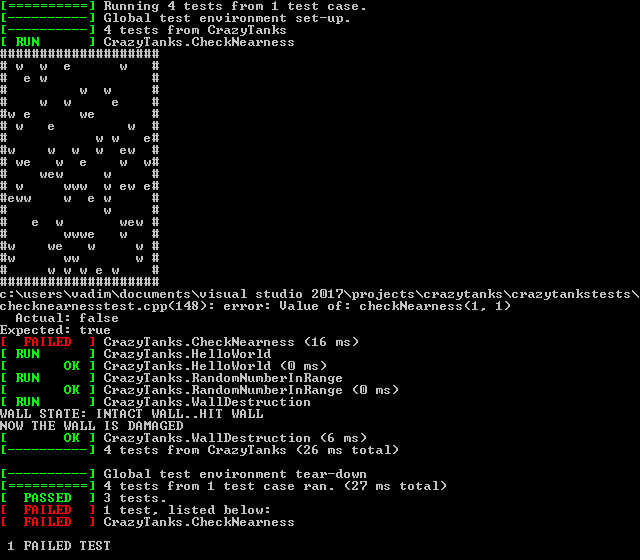 [==========] Running 4 tests from 1 test case.
[----------] Global test environment set-up.
[----------] 4 tests from CrazyTanks
[ RUN      ] CrazyTanks.CheckNearness
####################
# w  w  e      w   #
#  e w             #
#         w  w     #
#    w  w     e    #
#w e      we       #
# w   e         w  #
#           w w   e#
#w    w  w  w  ew  #
# we   w  e    w  w#
#    wew     w     #
# w     www  w ew e#
#eww    w  e w     #
#            w     #
#   e  w       wew #
#       wwww   w   #
#w    we   w     w #
#w      ww      w  #
#     w w w e w    #
####################
c:\users\vadim\documents\visual studio 2017\projects\crazytanks\crazytankstests\
checknearnesstest.cpp(148): error: Value of: checkNearness(1, 1)
  Actual: false
Expected: true
[  FAILED  ] CrazyTanks.CheckNearness (16 ms)
[ RUN      ] CrazyTanks.HelloWorld
[       OK ] CrazyTanks.HelloWorld (0 ms)
[ RUN      ] CrazyTanks.RandomNumberInRange
[       OK ] CrazyTanks.RandomNumberInRange (0 ms)
[ RUN      ] CrazyTanks.WallDestruction
WALL STATE: INTACT WALL..HIT WALL
NOW THE WALL IS DAMAGED
[       OK ] CrazyTanks.WallDestruction (6 ms)
[----------] 4 tests from CrazyTanks (26 ms total)
[----------] Global test environment tear-down
[==========] 4 tests from 1 test case ran. (27 ms total)
[  PASSED  ] 3 tests.
[  FAILED  ] 1 test, listed below:
[  FAILED  ] CrazyTanks.CheckNearness
 1 FAILED TEST